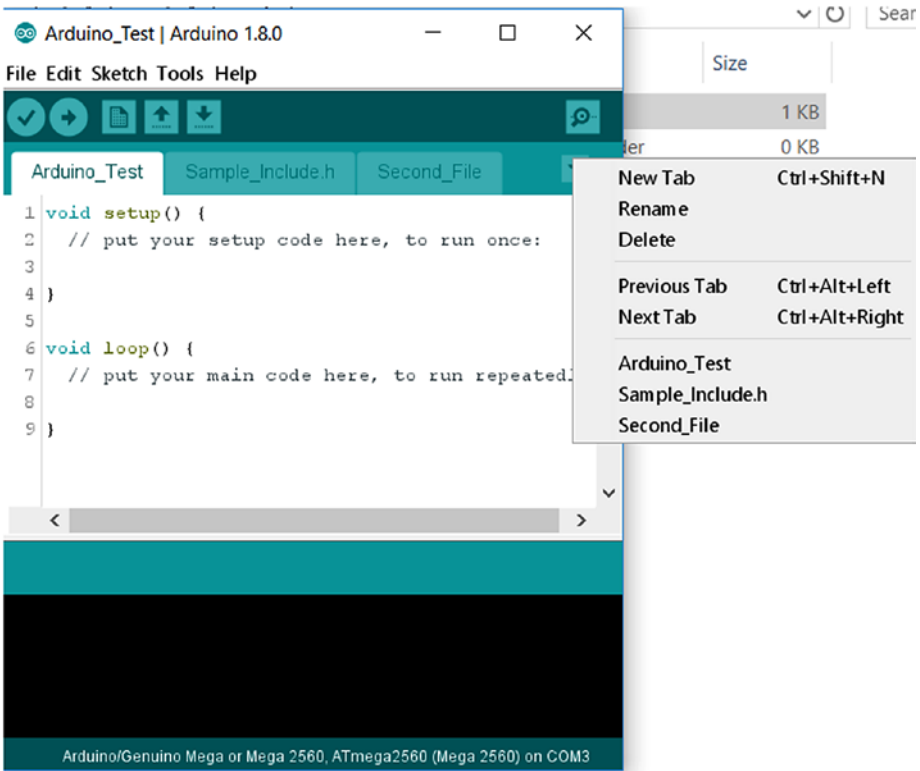 Arduino_Test | Arduino 1.8.0
File Edit Sketch Tools Help
Arduino_Test Sample_Include.h Second_File
1 void setup() {
2 // put your setup code here, to run once:
3
4 }
5
6 void loop() {
7 // put your main code here, to run
8
9 }
Arduino/Genuino Mega or Mega 2560, ATmega2560 (Mega 2560) on COM3
Size
1 KB
0 KB
New Tab Ctrl+Shift+N
Rename
Delete
Previous Tab Ctrl+Alt+Left
Next Tab Ctrl+Alt+Right
Arduino_Test
Sample_Include.h
Second_File